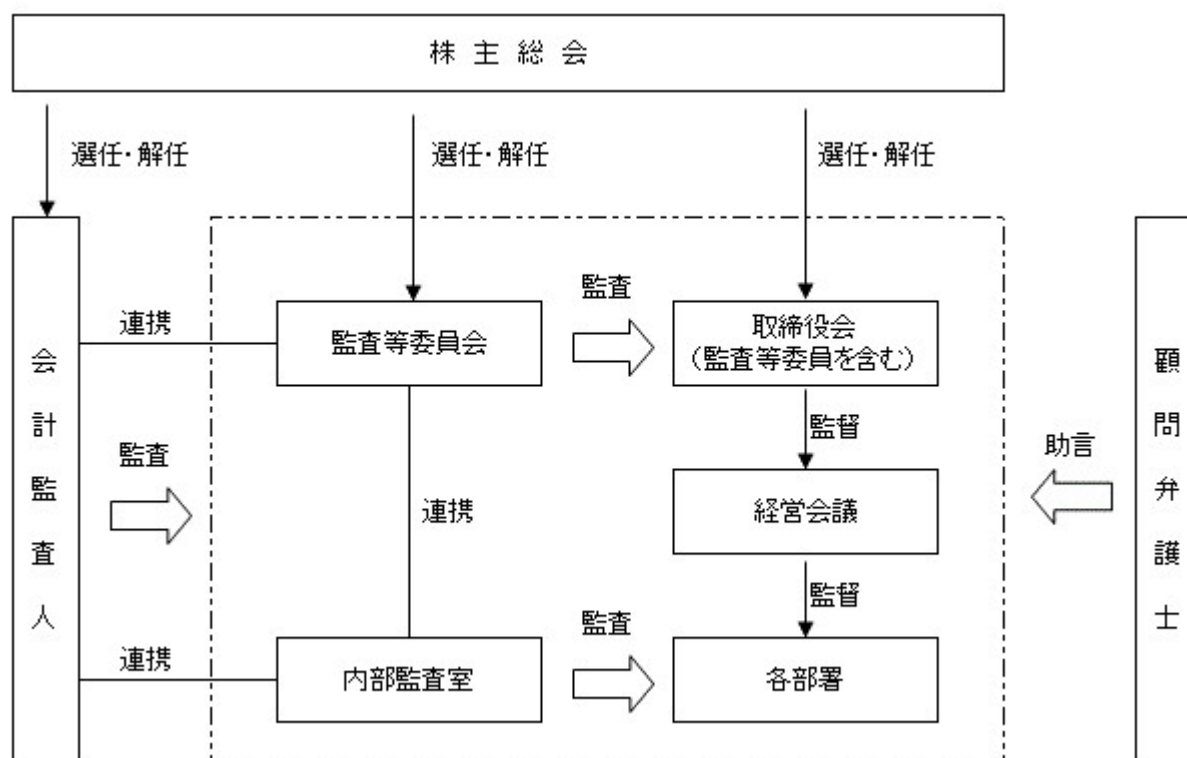 株主総会
選任・解任
選任・解任
選任・解任
監査
連携
監査等委員会
取締役会
（監査等委員を含む）
会計監査人
顧問弁護士
監督
助言
監査
連携
経営会議
監督
監査
連携
内部監査室
各部署